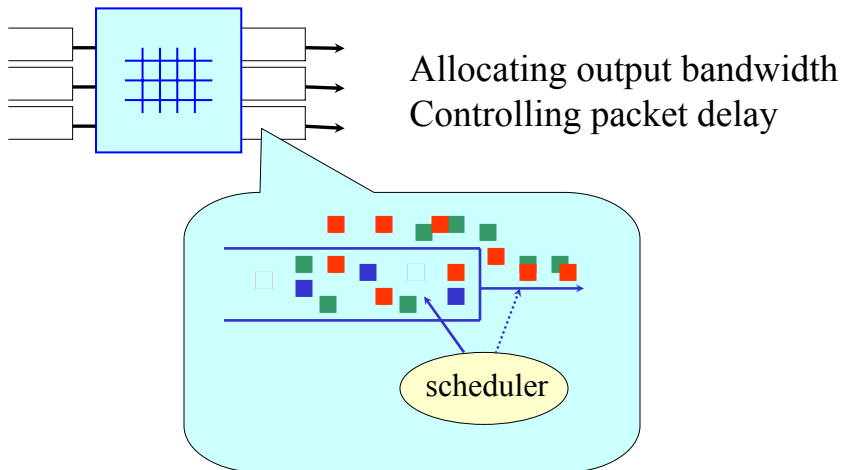 Allocating output bandwidth
Controlling packet delay
scheduler